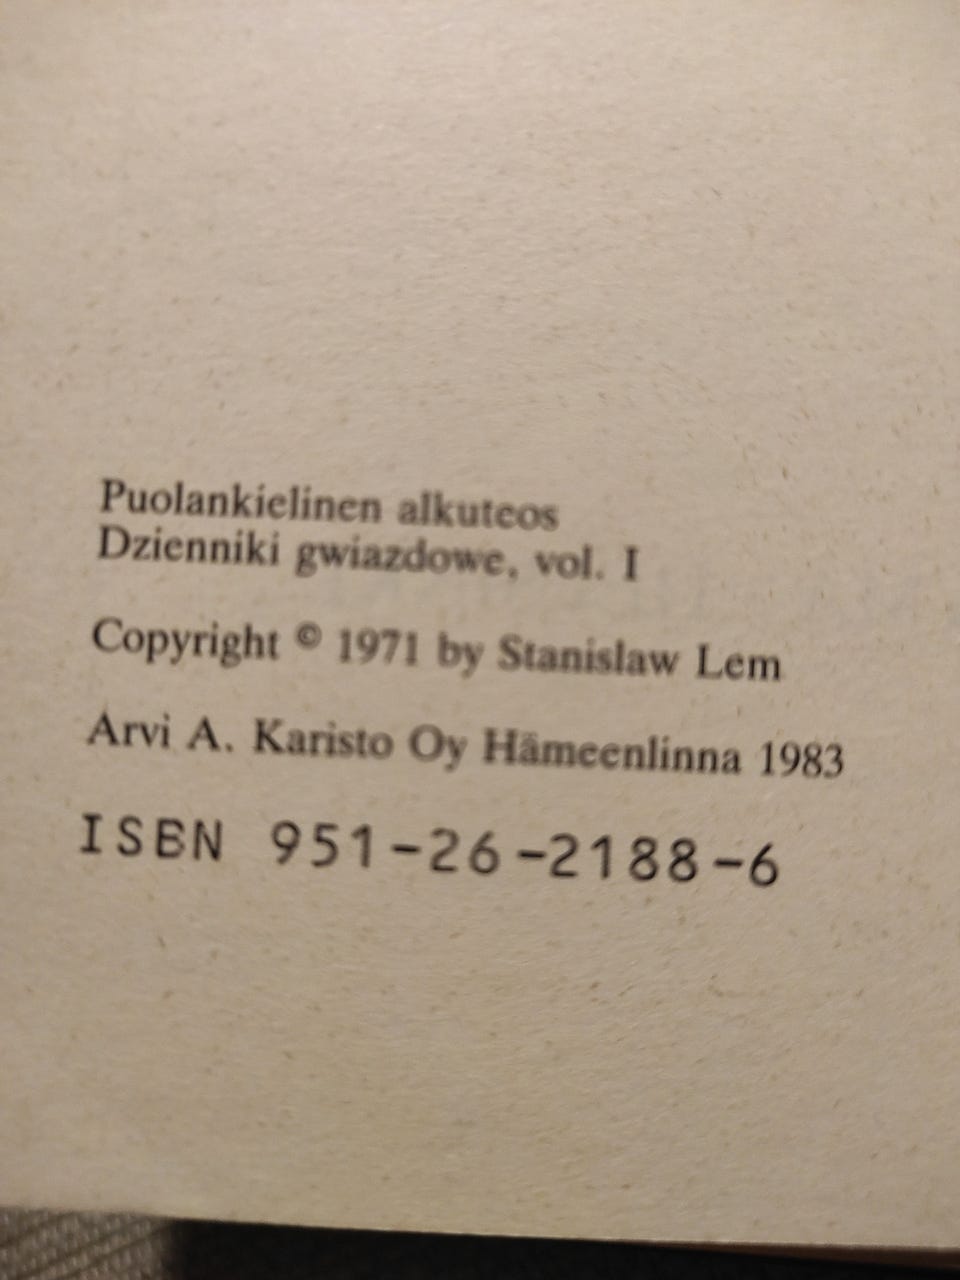 Puolankielinen alkuteos
Dzienniki gwiazdowe, vol. I
Copyright © 1971 by Stanislaw Lem
Arvi A. Karisto Oy Hämeenlinna 1983
ISBN 951-26-2188-6